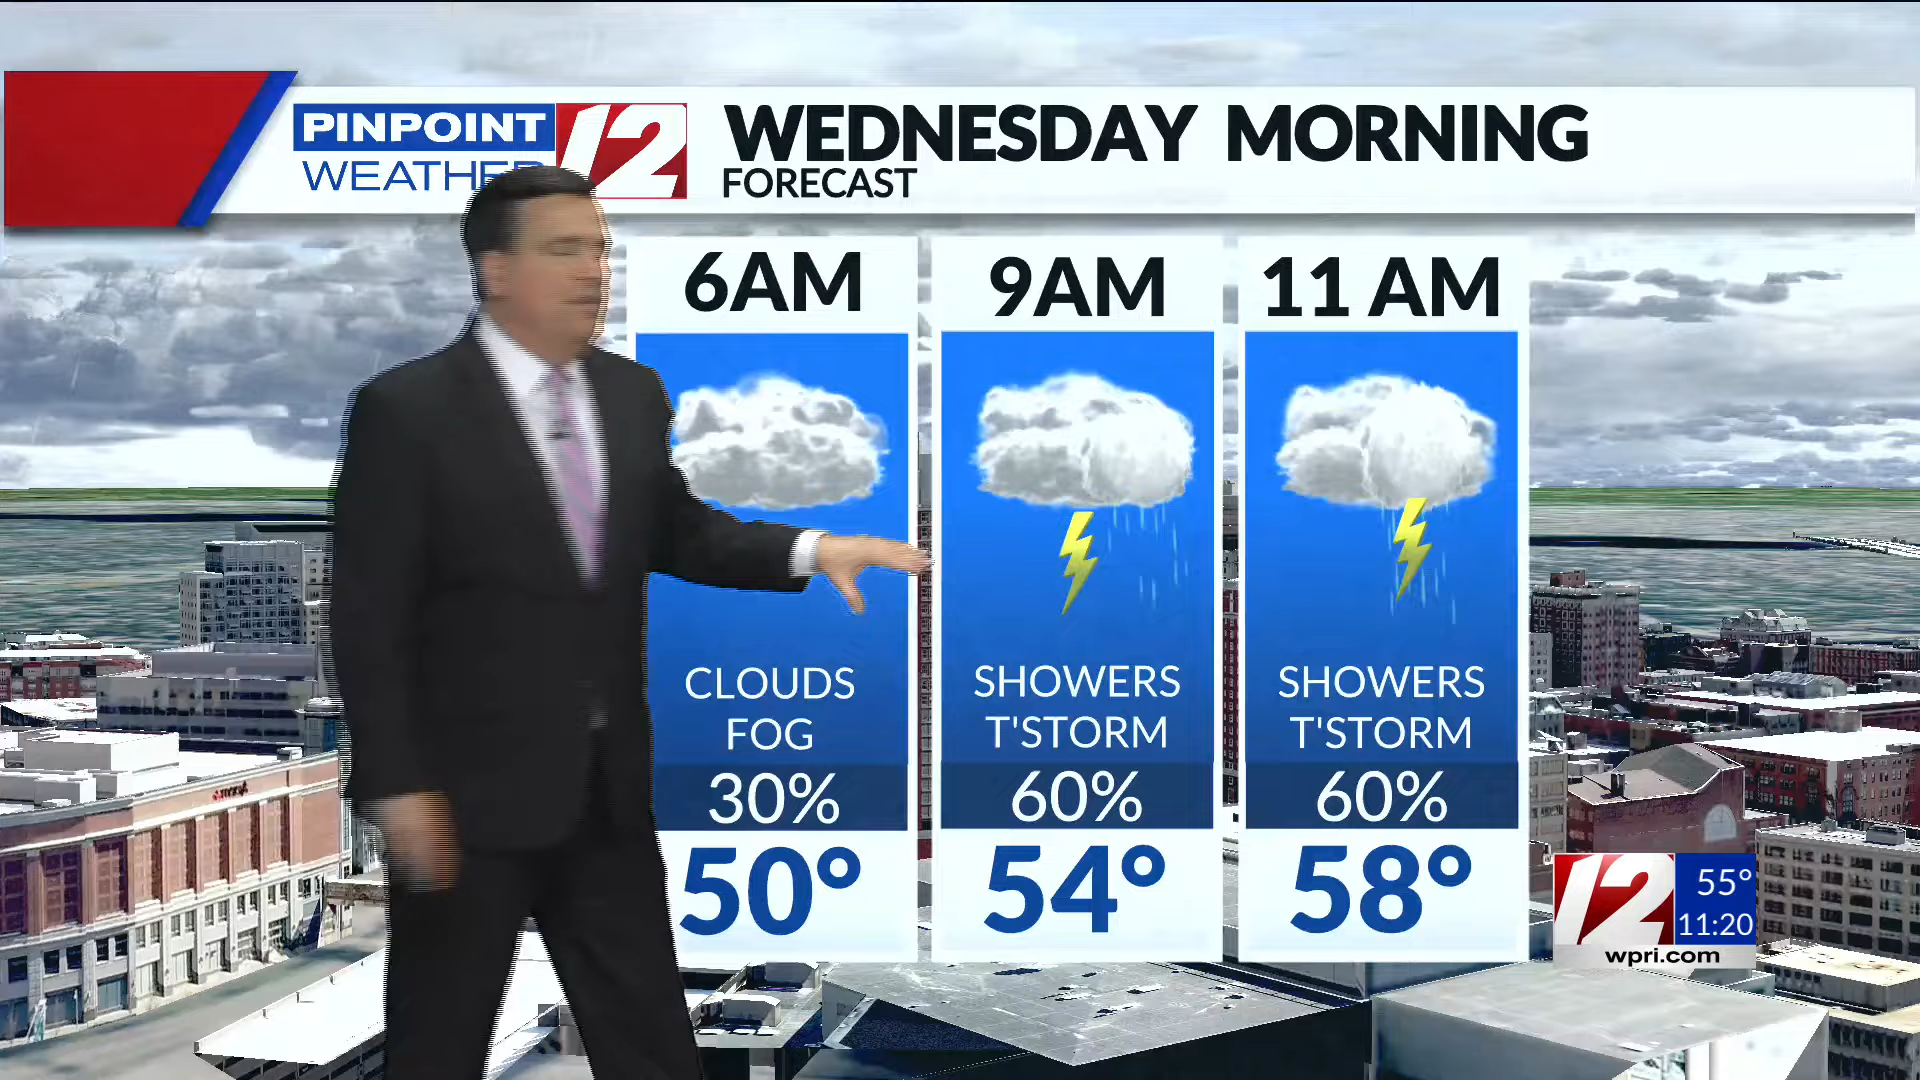 PINPOINT
WEATHE
12
WEDNESDAY MORNING
FORECAST
6AM
9AM
11 AM
CLOUDS
FOG
30%
50°
SHOWERS
T'STORM
60%
54°
SHOWERS
T'STORM
60%
58°
12
55°
11:20
wpri.com